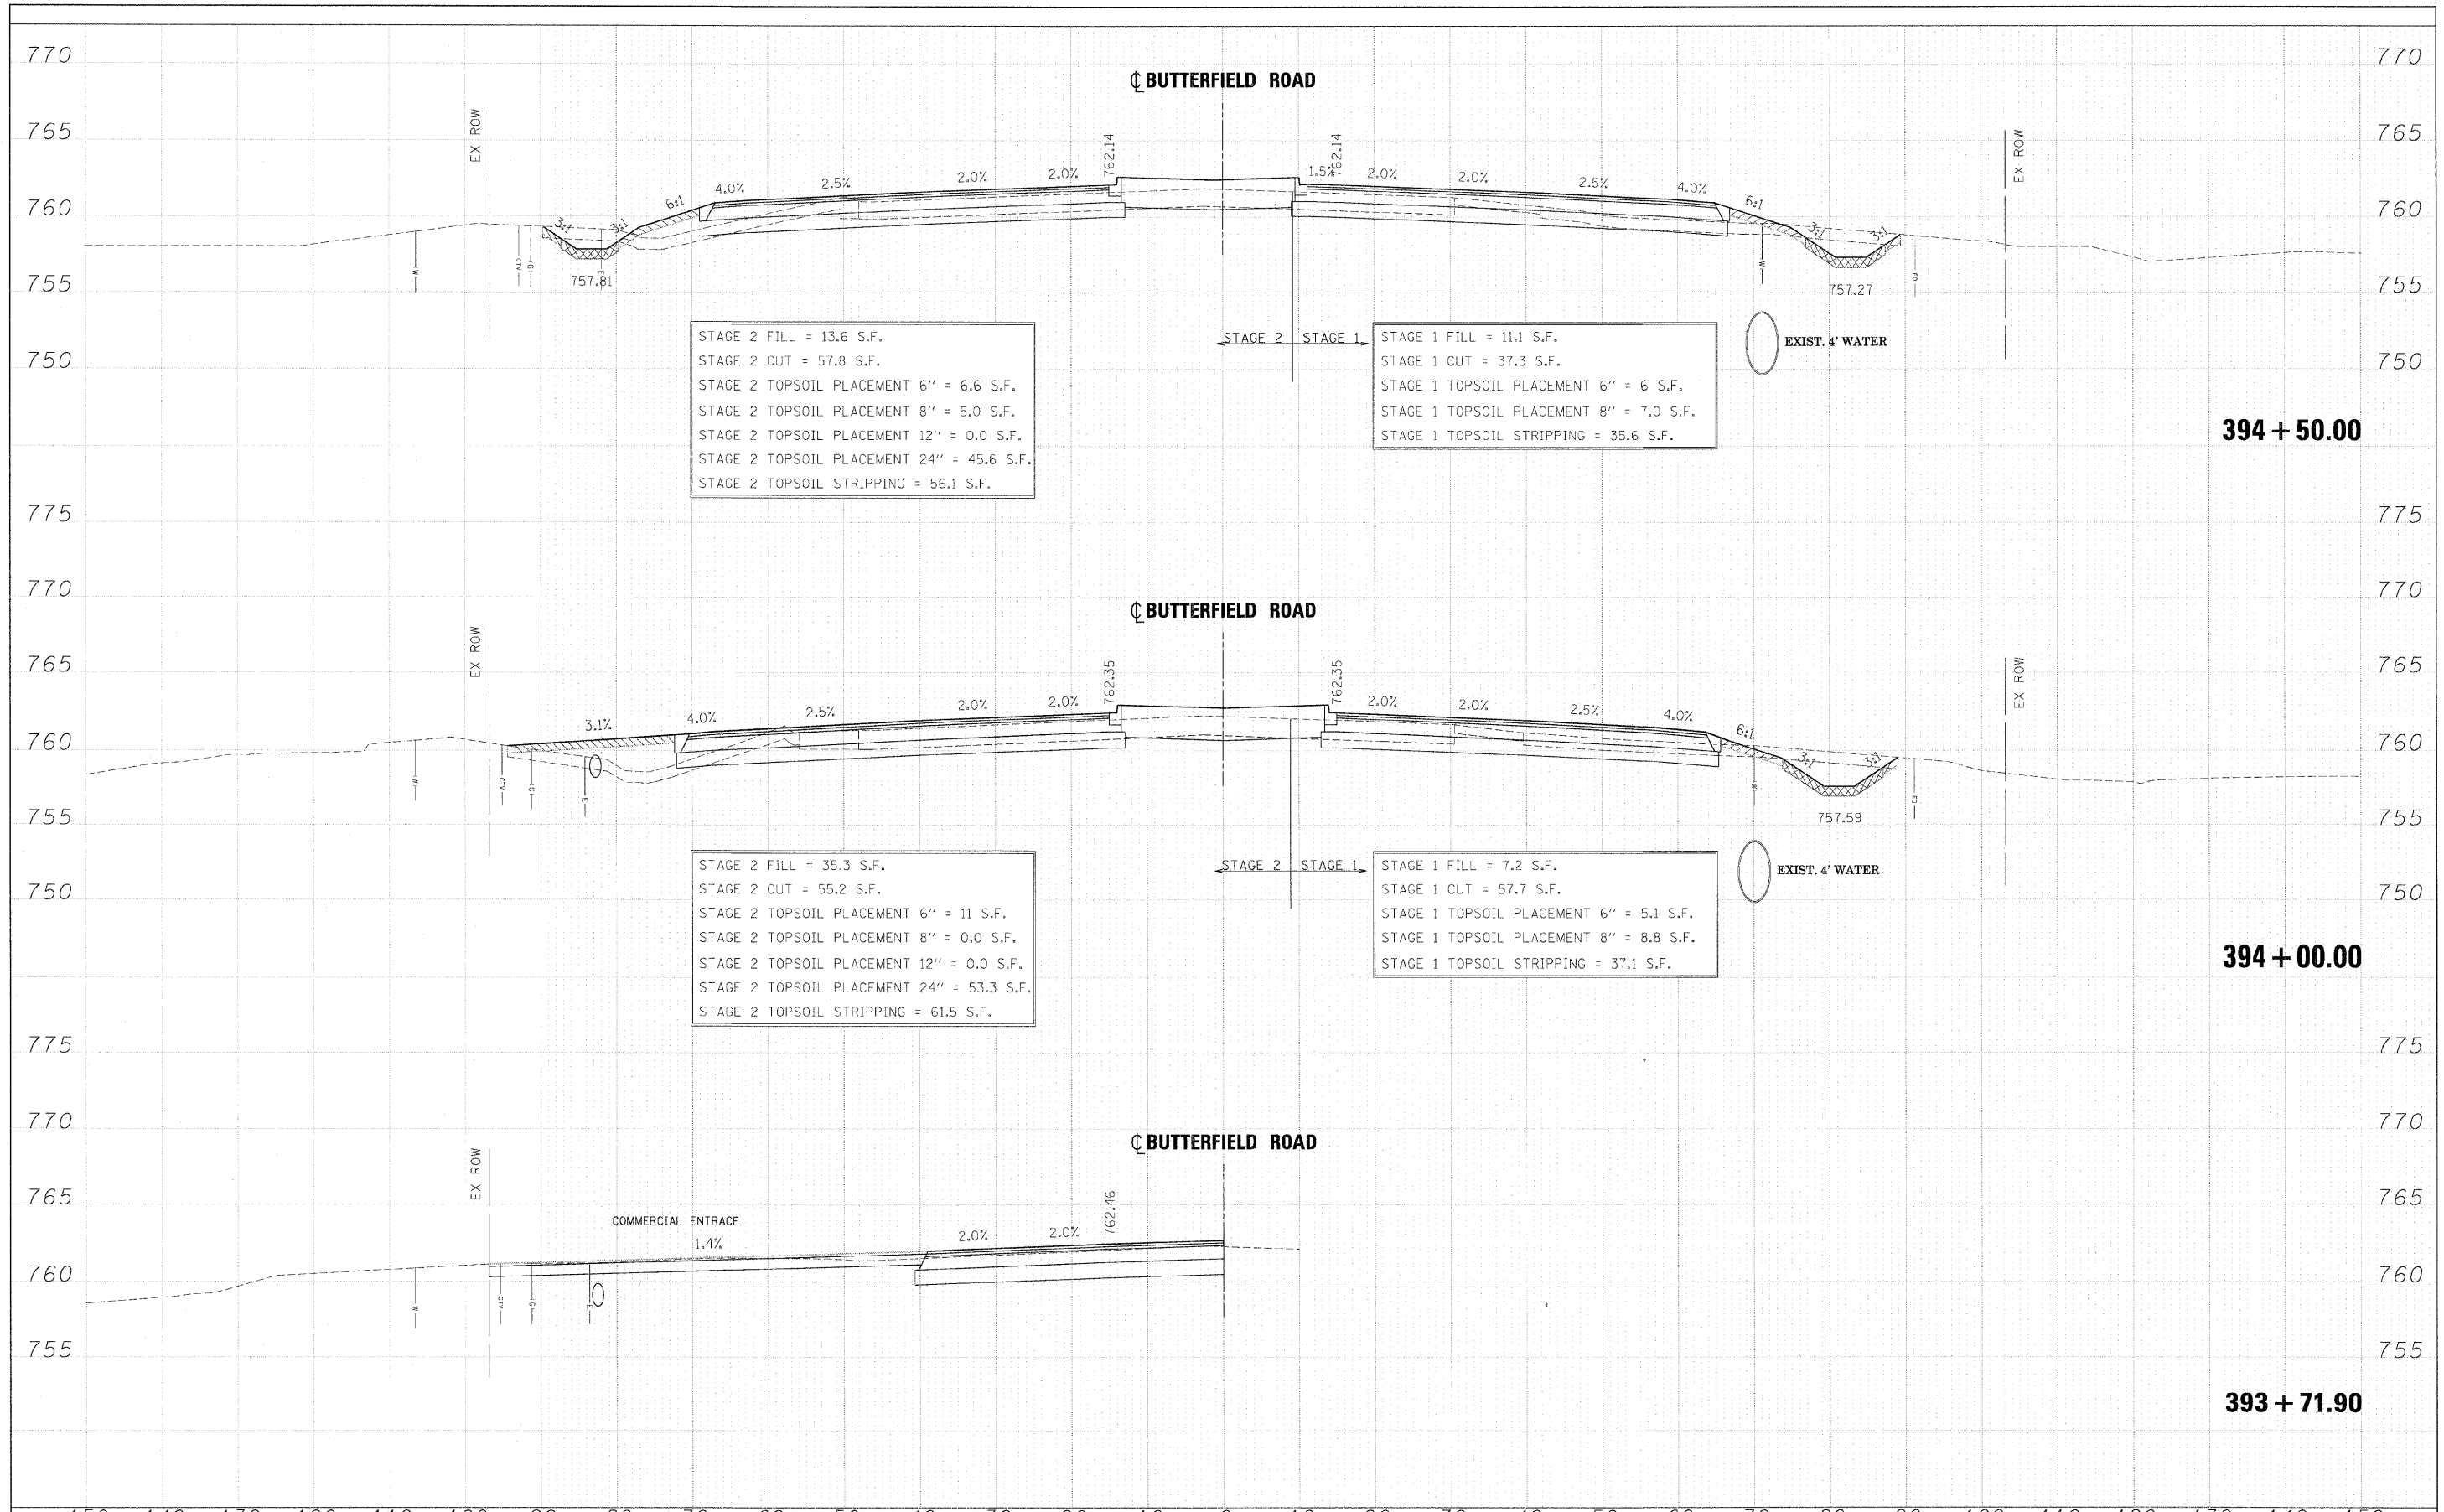 770 770
℄ BUTTERFIELD ROAD
765 EX ROW 762.14 762.14 EX ROW 765
3:1 3:1 6:1 4.0% 2.5% 2.0% 2.0% 1.5% 2.0% 2.0% 2.5% 4.0% 6:1 3:1 3:1
760 760
W CTV G E W FO
755 757.81 757.27 755
STAGE 2 FILL = 13.6 S.F.
STAGE 2 CUT = 57.8 S.F.
STAGE 2 TOPSOIL PLACEMENT 6" = 6.6 S.F.
STAGE 2 TOPSOIL PLACEMENT 8" = 5.0 S.F.
STAGE 2 TOPSOIL PLACEMENT 12" = 0.0 S.F.
STAGE 2 TOPSOIL PLACEMENT 24" = 45.6 S.F.
STAGE 2 TOPSOIL STRIPPING = 56.1 S.F.
STAGE 2 STAGE 1
STAGE 1 FILL = 11.1 S.F.
STAGE 1 CUT = 37.3 S.F.
STAGE 1 TOPSOIL PLACEMENT 6" = 6 S.F.
STAGE 1 TOPSOIL PLACEMENT 8" = 7.0 S.F.
STAGE 1 TOPSOIL STRIPPING = 35.6 S.F.
EXIST. 4' WATER
750 750
394 + 50.00
775 775
770 770
℄ BUTTERFIELD ROAD
765 EX ROW 762.35 762.35 EX ROW 765
3.1% 4.0% 2.5% 2.0% 2.0% 2.0% 2.0% 2.5% 4.0% 6:1 3:1 3:1
760 760
W CTV G E W FO
755 757.59 755
STAGE 2 FILL = 35.3 S.F.
STAGE 2 CUT = 55.2 S.F.
STAGE 2 TOPSOIL PLACEMENT 6" = 11 S.F.
STAGE 2 TOPSOIL PLACEMENT 8" = 0.0 S.F.
STAGE 2 TOPSOIL PLACEMENT 12" = 0.0 S.F.
STAGE 2 TOPSOIL PLACEMENT 24" = 53.3 S.F.
STAGE 2 TOPSOIL STRIPPING = 61.5 S.F.
STAGE 2 STAGE 1
STAGE 1 FILL = 7.2 S.F.
STAGE 1 CUT = 57.7 S.F.
STAGE 1 TOPSOIL PLACEMENT 6" = 5.1 S.F.
STAGE 1 TOPSOIL PLACEMENT 8" = 8.8 S.F.
STAGE 1 TOPSOIL STRIPPING = 37.1 S.F.
EXIST. 4' WATER
750 750
394 + 00.00
775 775
770 770
℄ BUTTERFIELD ROAD
765 EX ROW 762.46 765
COMMERCIAL ENTRACE
1.4% 2.0% 2.0%
760 760
W CTV G E
755 755
393 + 71.90